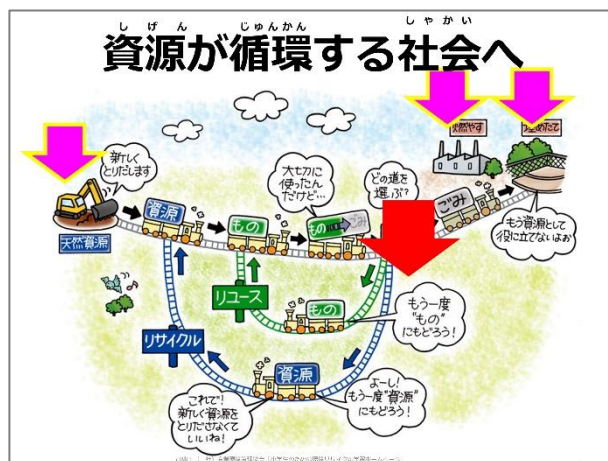 しげん じゅんかん しゃかい
資源が循環する社会へ
燃やす
うめたて
新しく
とりだします
大切に
使ったん
だけど…
どの道を
選ぶ?
資源
もの
もの
ごみ
ごみ
天然資源
もう資源として
役に立てないよぉ
リユース
もの
もう一度
"もの"
にもどろう!
リサイクル
資源
これで!
新しく資源を
とりださなくて
いいね!
よーし!
もう一度"資源"
にもどろう!